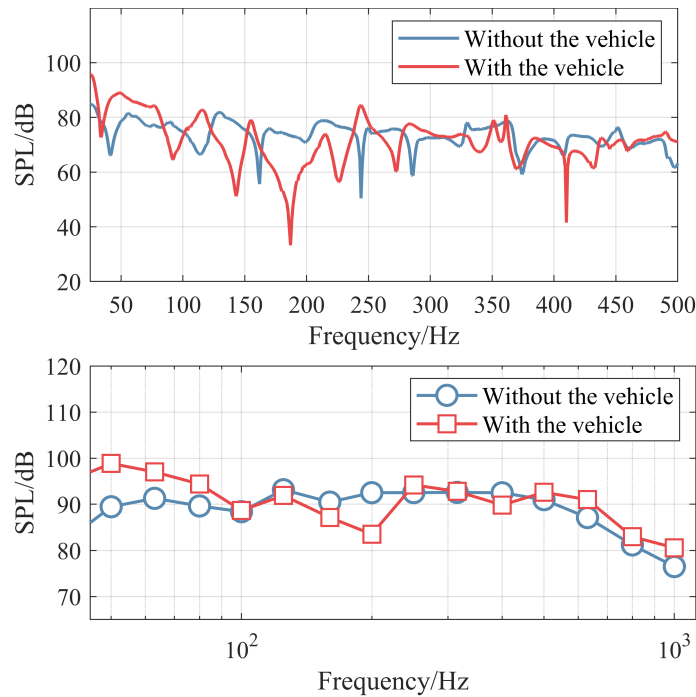 Without the vehicle
With the vehicle
SPL/dB
100
80
60
40
20
50 100 150 200 250 300 350 400 450 500
Frequency/Hz
Without the vehicle
With the vehicle
SPL/dB
120
110
100
90
80
70
10² 10³
Frequency/Hz